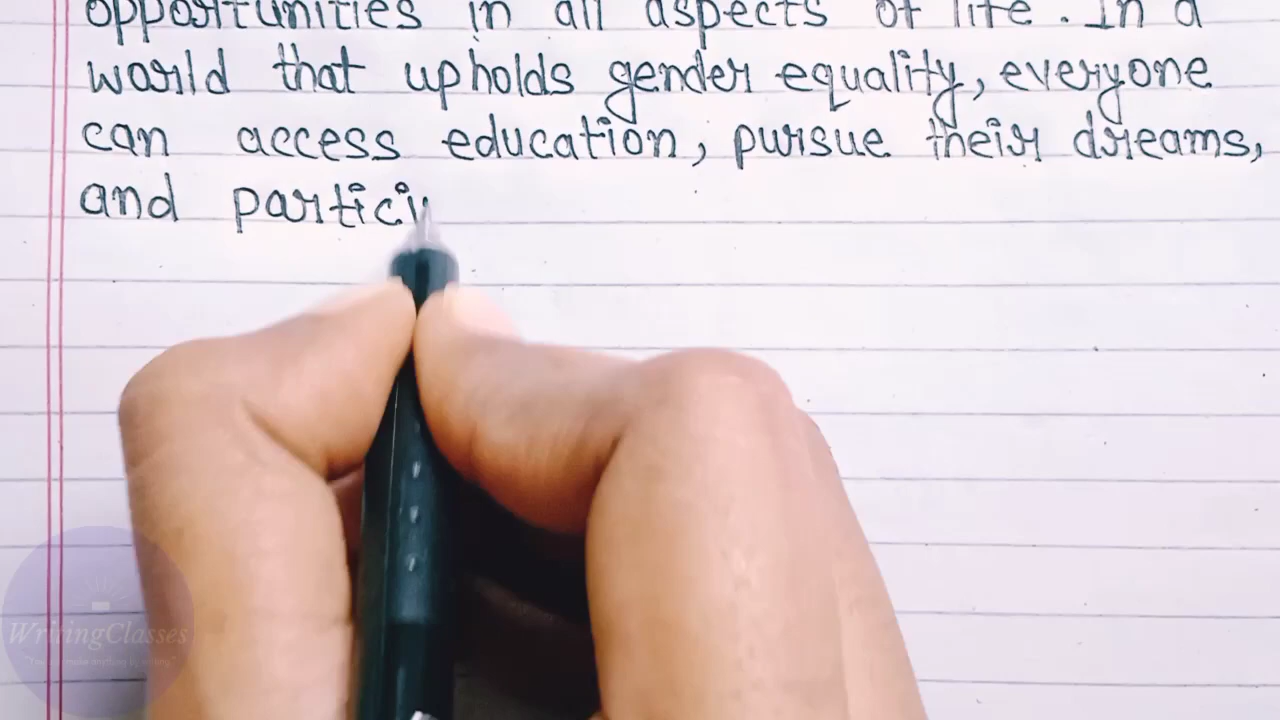 opportunities in all aspects of life. In a
world that upholds gender equality, everyone
can access education, pursue their dreams,
and partici
WritingClasses